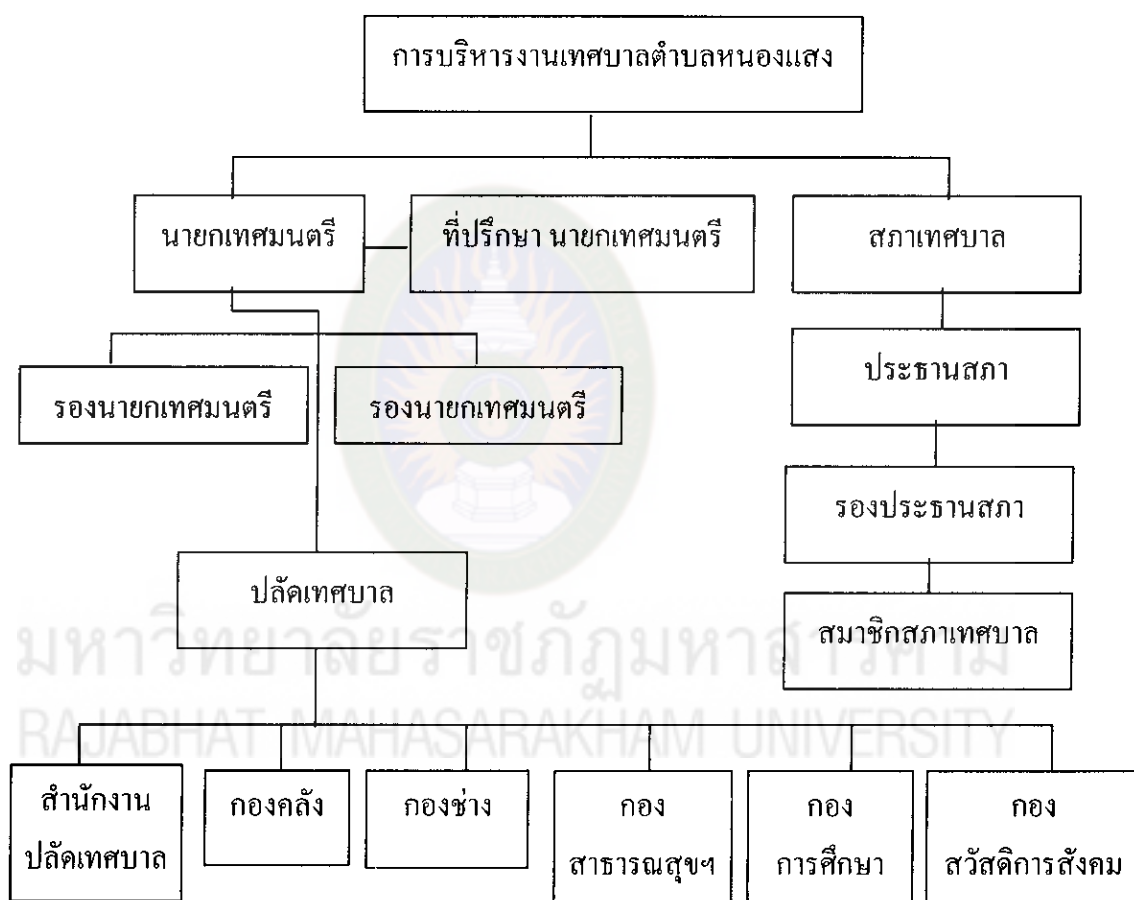 การบริหารงานเทศบาลตำบลหนองแสง
นายกเทศมนตรี
ที่ปรึกษา นายกเทศมนตรี
สภาเทศบาล
ประธานสภา
รองนายกเทศมนตรี
รองนายกเทศมนตรี
รองประธานสภา
ปลัดเทศบาล
สมาชิกสภาเทศบาล
มหาวิทยาลัยราชภัฏมหาสารคาม
RAJABHAT MAHASARAKHAM UNIVERSITY
สำนักงาน
ปลัดเทศบาล
กองคลัง
กองช่าง
กอง
สาธารณสุขฯ
กอง
การศึกษา
กอง
สวัสดิการสังคม